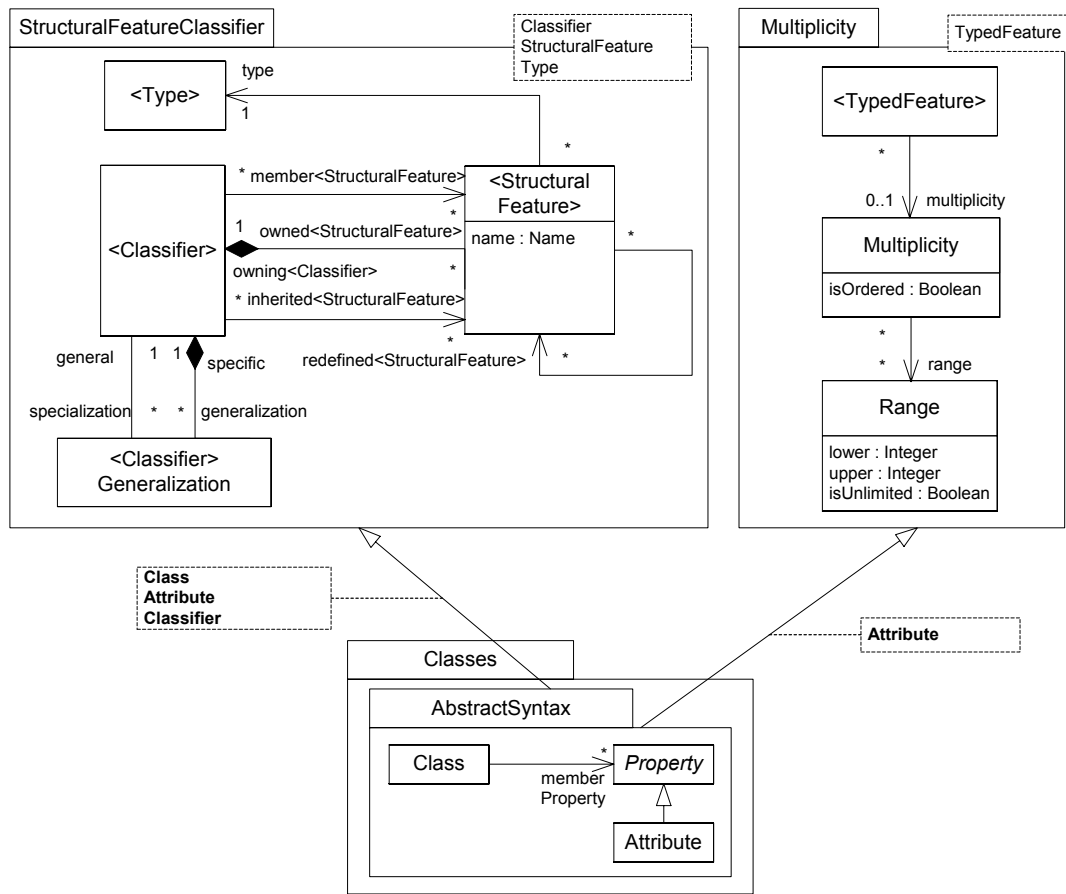 StructuralFeatureClassifier
Classifier
StructuralFeature
Type
<Type>
type
1
*
<Classifier>
* member<StructuralFeature>
*
1
owned<StructuralFeature>
owning<Classifier>
*
* inherited<StructuralFeature>
*
<Structural
Feature>
name : Name
*
redefined<StructuralFeature>
*
general
1
1
specific
specialization
*
*
generalization
<Classifier>
Generalization
Multiplicity
TypedFeature
<TypedFeature>
*
0..1
multiplicity
Multiplicity
isOrdered : Boolean
*
*
range
Range
lower : Integer
upper : Integer
isUnlimited : Boolean
Class
Attribute
Classifier
Attribute
Classes
AbstractSyntax
Class
*
member
Property
Property
Attribute